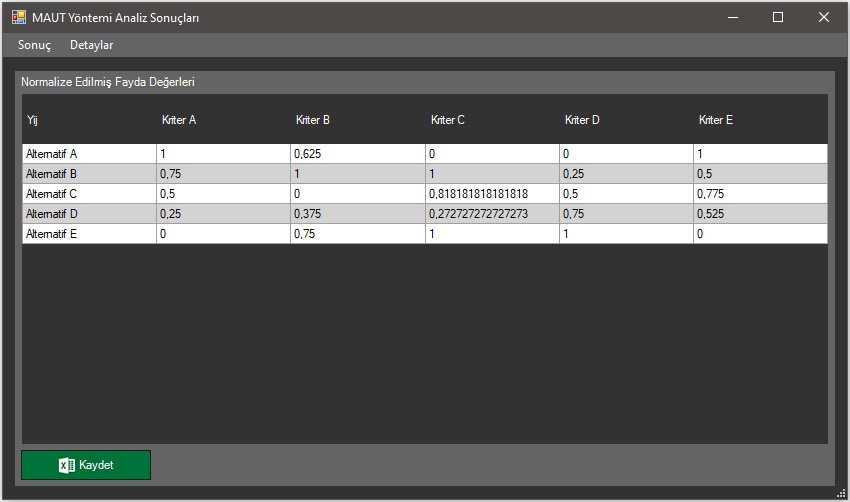 MAUT Yöntemi Analiz Sonuçları
Sonuç Detaylar
Normalize Edilmiş Fayda Değerleri
Yij Kriter A Kriter B Kriter C Kriter D Kriter E
Alternatif A 1 0,625 0 0 1
Alternatif B 0,75 1 1 0,25 0,5
Alternatif C 0,5 0 0,818181818181818 0,5 0,775
Alternatif D 0,25 0,375 0,272727272727273 0,75 0,525
Alternatif E 0 0,75 1 1 0
Kaydet